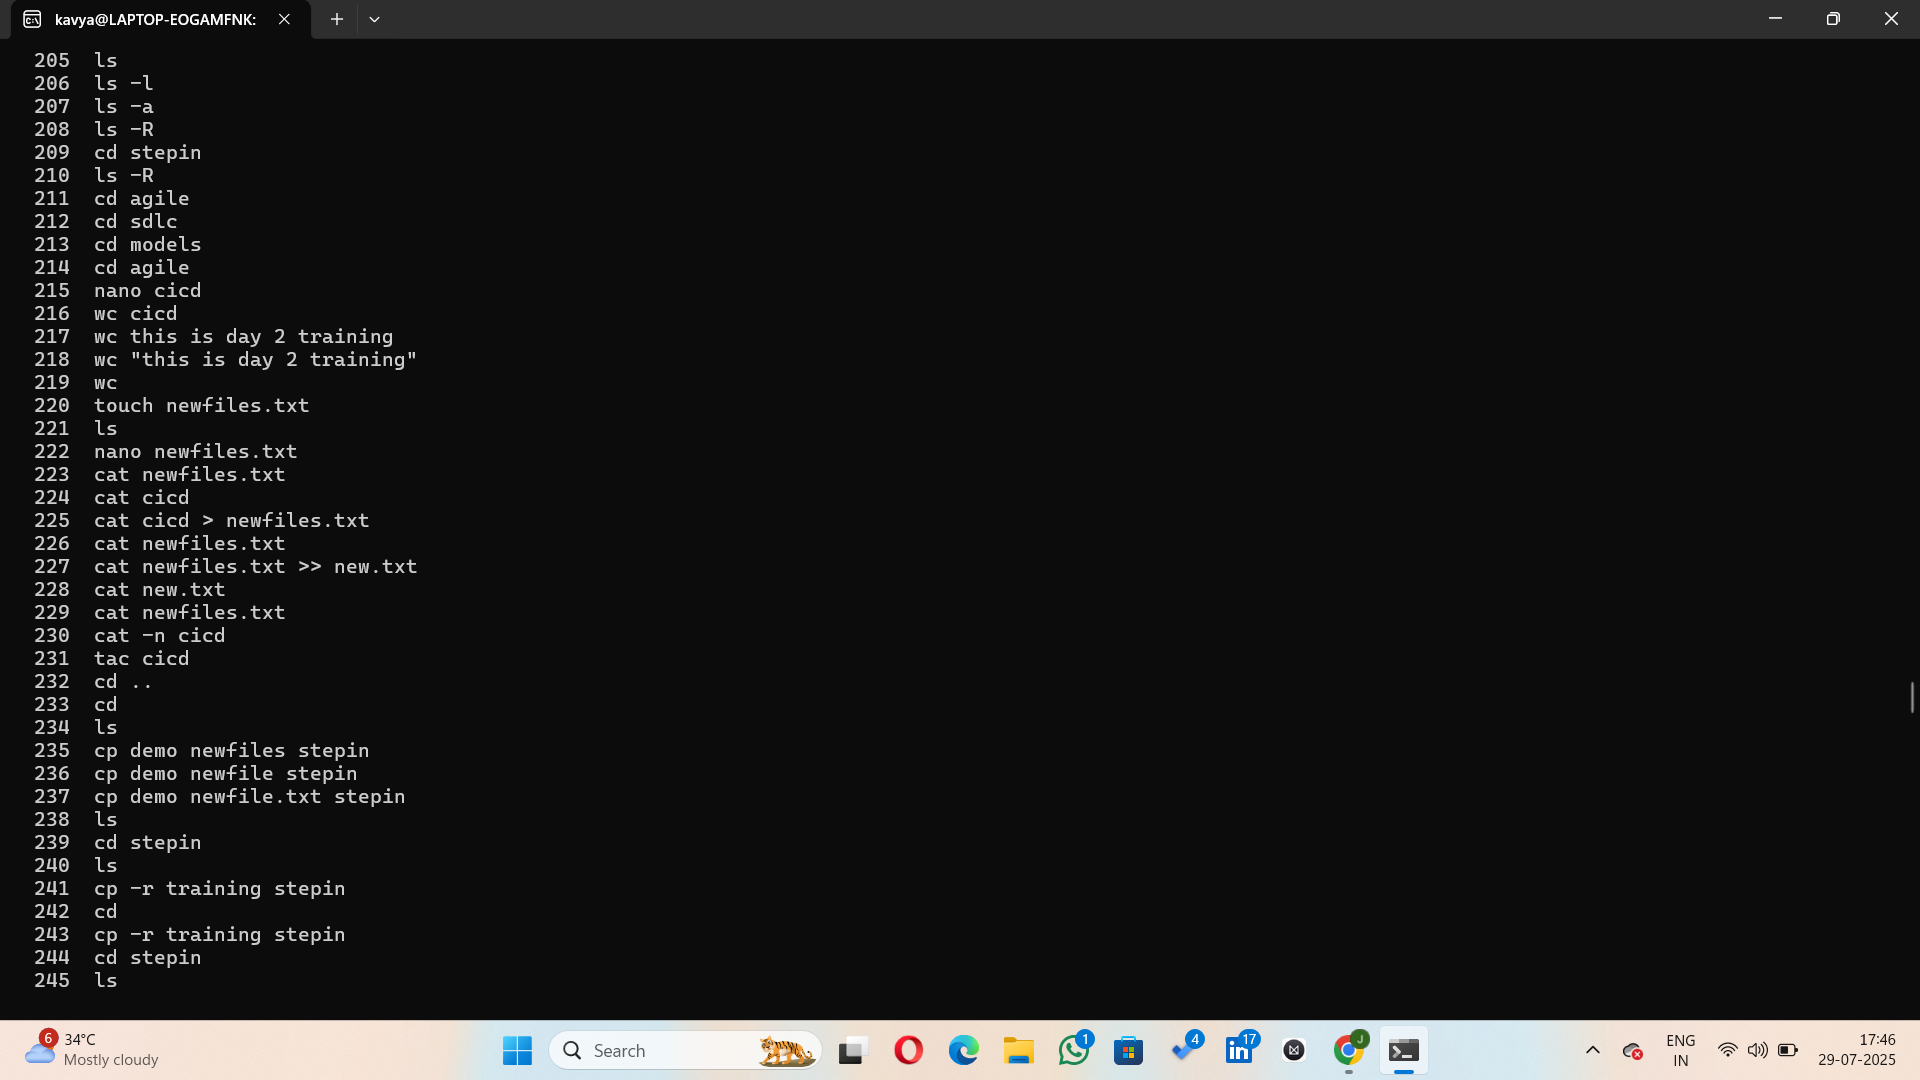 kavya@LAPTOP-EOGAMFNK:
205 ls
206 ls -l
207 ls -a
208 ls -R
209 cd stepin
210 ls -R
211 cd agile
212 cd sdlc
213 cd models
214 cd agile
215 nano cicd
216 wc cicd
217 wc this is day 2 training
218 wc "this is day 2 training"
219 wc
220 touch newfiles.txt
221 ls
222 nano newfiles.txt
223 cat newfiles.txt
224 cat cicd
225 cat cicd > newfiles.txt
226 cat newfiles.txt
227 cat newfiles.txt >> new.txt
228 cat new.txt
229 cat newfiles.txt
230 cat -n cicd
231 tac cicd
232 cd ..
233 cd
234 ls
235 cp demo newfiles stepin
236 cp demo newfile stepin
237 cp demo newfile.txt stepin
238 ls
239 cd stepin
240 ls
241 cp -r training stepin
242 cd
243 cp -r training stepin
244 cd stepin
245 ls
6 34°C
Mostly cloudy
Search
1
4
in 17
J
ENG
IN
17:46
29-07-2025